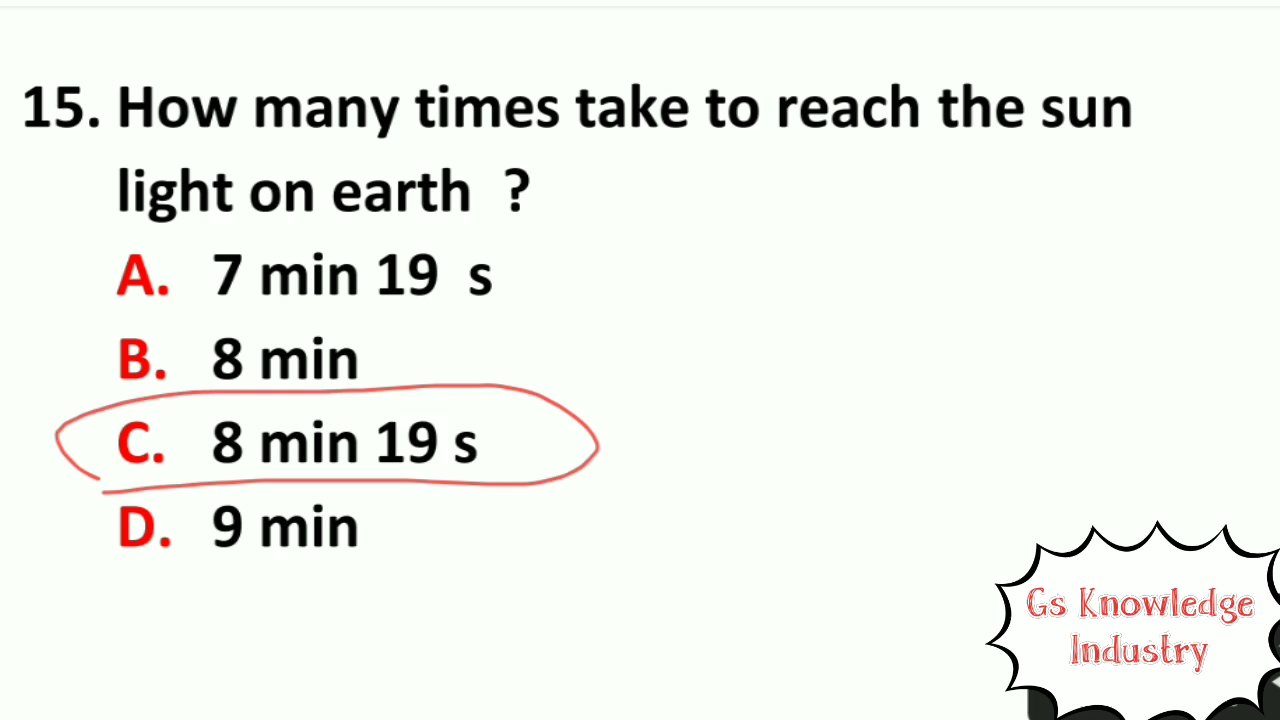 15. How many times take to reach the sun
light on earth ?
A. 7 min 19 s
B. 8 min
C. 8 min 19 s
D. 9 min
Gs Knowledge
Industry